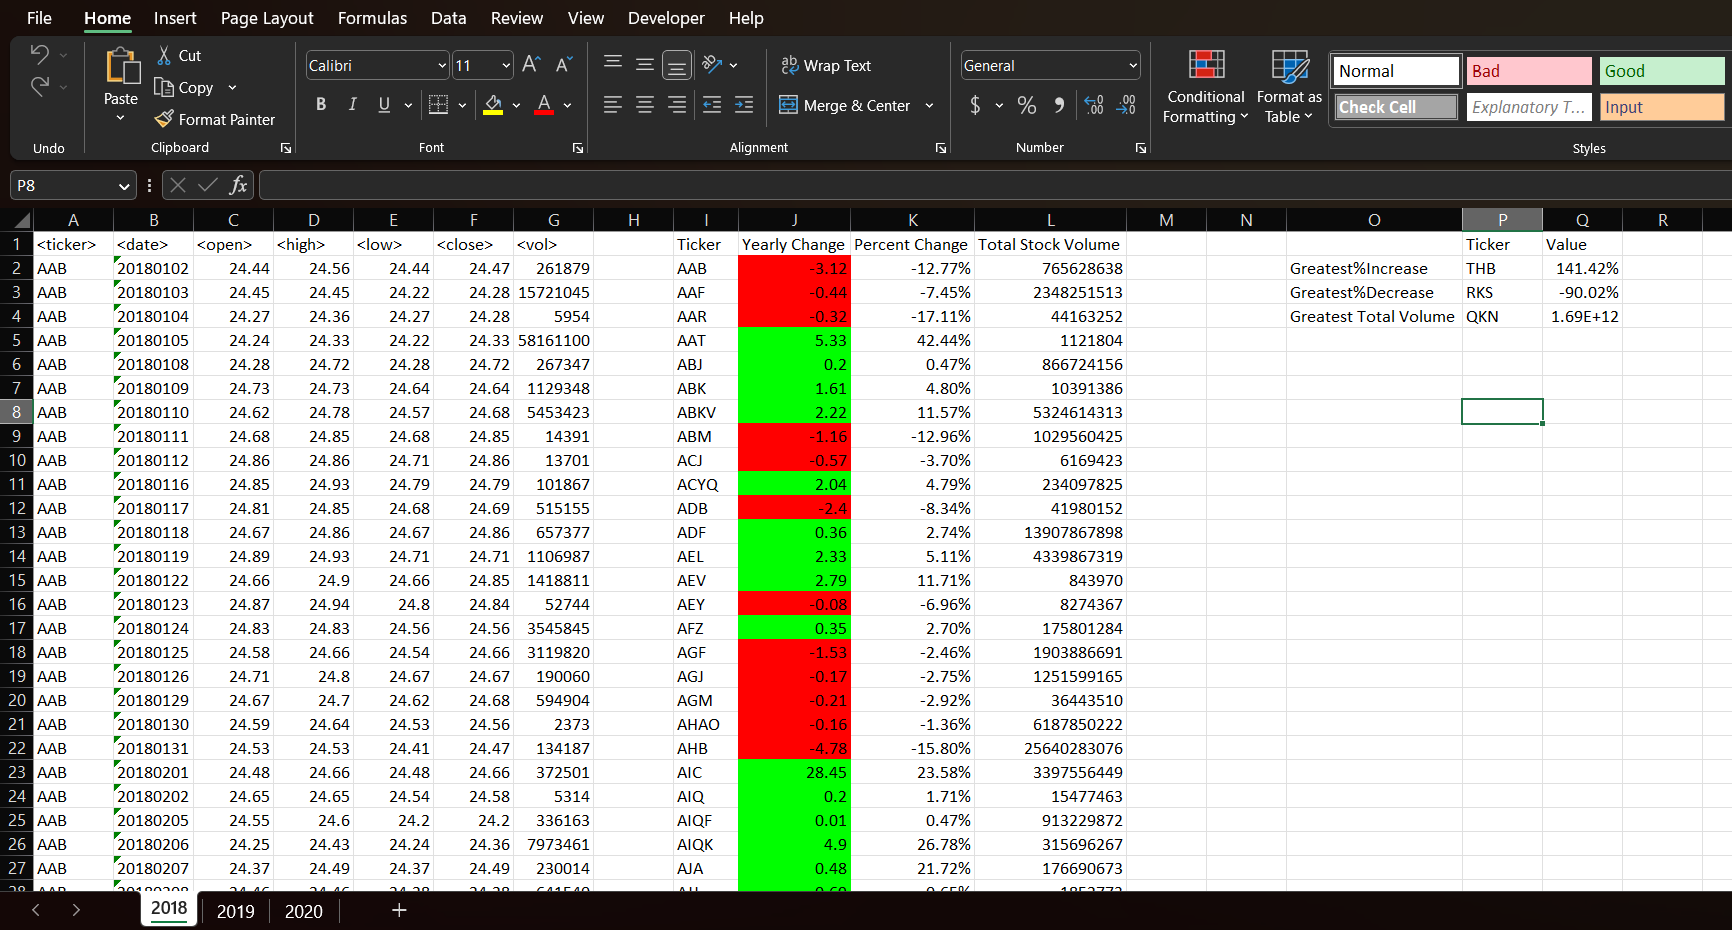 File Home Insert Page Layout Formulas Data Review View Developer Help
Cut
Copy
Paste
Format Painter
Undo Clipboard
Calibri 11 A A
B I U A
Font
Wrap Text
Merge & Center
Alignment
General
$ % 9 .00 .00
Number
Conditional Formatting
Format as Table
Normal Bad Good
Check Cell Explanatory T... Input
Styles
P8 fx
A B C D E F G H I J K L M N O P Q R
1 <ticker> <date> <open> <high> <low> <close> <vol> Ticker Yearly Change Percent Change Total Stock Volume Ticker Value
2 AAB 20180102 24.44 24.56 24.44 24.47 261879 AAB -3.12 -12.77% 765628638 Greatest%Increase THB 141.42%
3 AAB 20180103 24.45 24.45 24.22 24.28 15721045 AAF -0.44 -7.45% 2348251513 Greatest%Decrease RKS -90.02%
4 AAB 20180104 24.27 24.36 24.27 24.28 5954 AAR -0.32 -17.11% 44163252 Greatest Total Volume QKN 1.69E+12
5 AAB 20180105 24.24 24.33 24.22 24.33 58161100 AAT 5.33 42.44% 1121804
6 AAB 20180108 24.28 24.72 24.28 24.72 267347 ABJ 0.2 0.47% 866724156
7 AAB 20180109 24.73 24.73 24.64 24.64 1129348 ABK 1.61 4.80% 10391386
8 AAB 20180110 24.62 24.78 24.57 24.68 5453423 ABKV 2.22 11.57% 5324614313
9 AAB 20180111 24.68 24.85 24.68 24.85 14391 ABM -1.16 -12.96% 1029560425
10 AAB 20180112 24.86 24.86 24.71 24.86 13701 ACJ -0.57 -3.70% 6169423
11 AAB 20180116 24.85 24.93 24.79 24.79 101867 ACYQ 2.04 4.79% 234097825
12 AAB 20180117 24.81 24.85 24.68 24.69 515155 ADB -2.4 -8.34% 41980152
13 AAB 20180118 24.67 24.86 24.67 24.86 657377 ADF 0.36 2.74% 13907867898
14 AAB 20180119 24.89 24.93 24.71 24.71 1106987 AEL 2.33 5.11% 4339867319
15 AAB 20180122 24.66 24.9 24.66 24.85 1418811 AEV 2.79 11.71% 843970
16 AAB 20180123 24.87 24.94 24.8 24.84 52744 AEY -0.08 -6.96% 8274367
17 AAB 20180124 24.83 24.83 24.56 24.56 3545845 AFZ 0.35 2.70% 175801284
18 AAB 20180125 24.58 24.66 24.54 24.66 3119820 AGF -1.53 -2.46% 1903886691
19 AAB 20180126 24.71 24.8 24.67 24.67 190060 AGJ -0.17 -2.75% 1251599165
20 AAB 20180129 24.67 24.7 24.62 24.68 594904 AGM -0.21 -2.92% 36443510
21 AAB 20180130 24.59 24.64 24.53 24.56 2373 AHAO -0.16 -1.36% 6187850222
22 AAB 20180131 24.53 24.53 24.41 24.47 134187 AHB -4.78 -15.80% 25640283076
23 AAB 20180201 24.48 24.66 24.48 24.66 372501 AIC 28.45 23.58% 3397556449
24 AAB 20180202 24.65 24.65 24.54 24.58 5314 AIQ 0.2 1.71% 15477463
25 AAB 20180205 24.55 24.6 24.2 24.2 336163 AIQF 0.01 0.47% 913229872
26 AAB 20180206 24.25 24.43 24.24 24.36 7973461 AIQK 4.9 26.78% 315696267
27 AAB 20180207 24.37 24.49 24.37 24.49 230014 AJA 0.48 21.72% 176690673
2018 2019 2020